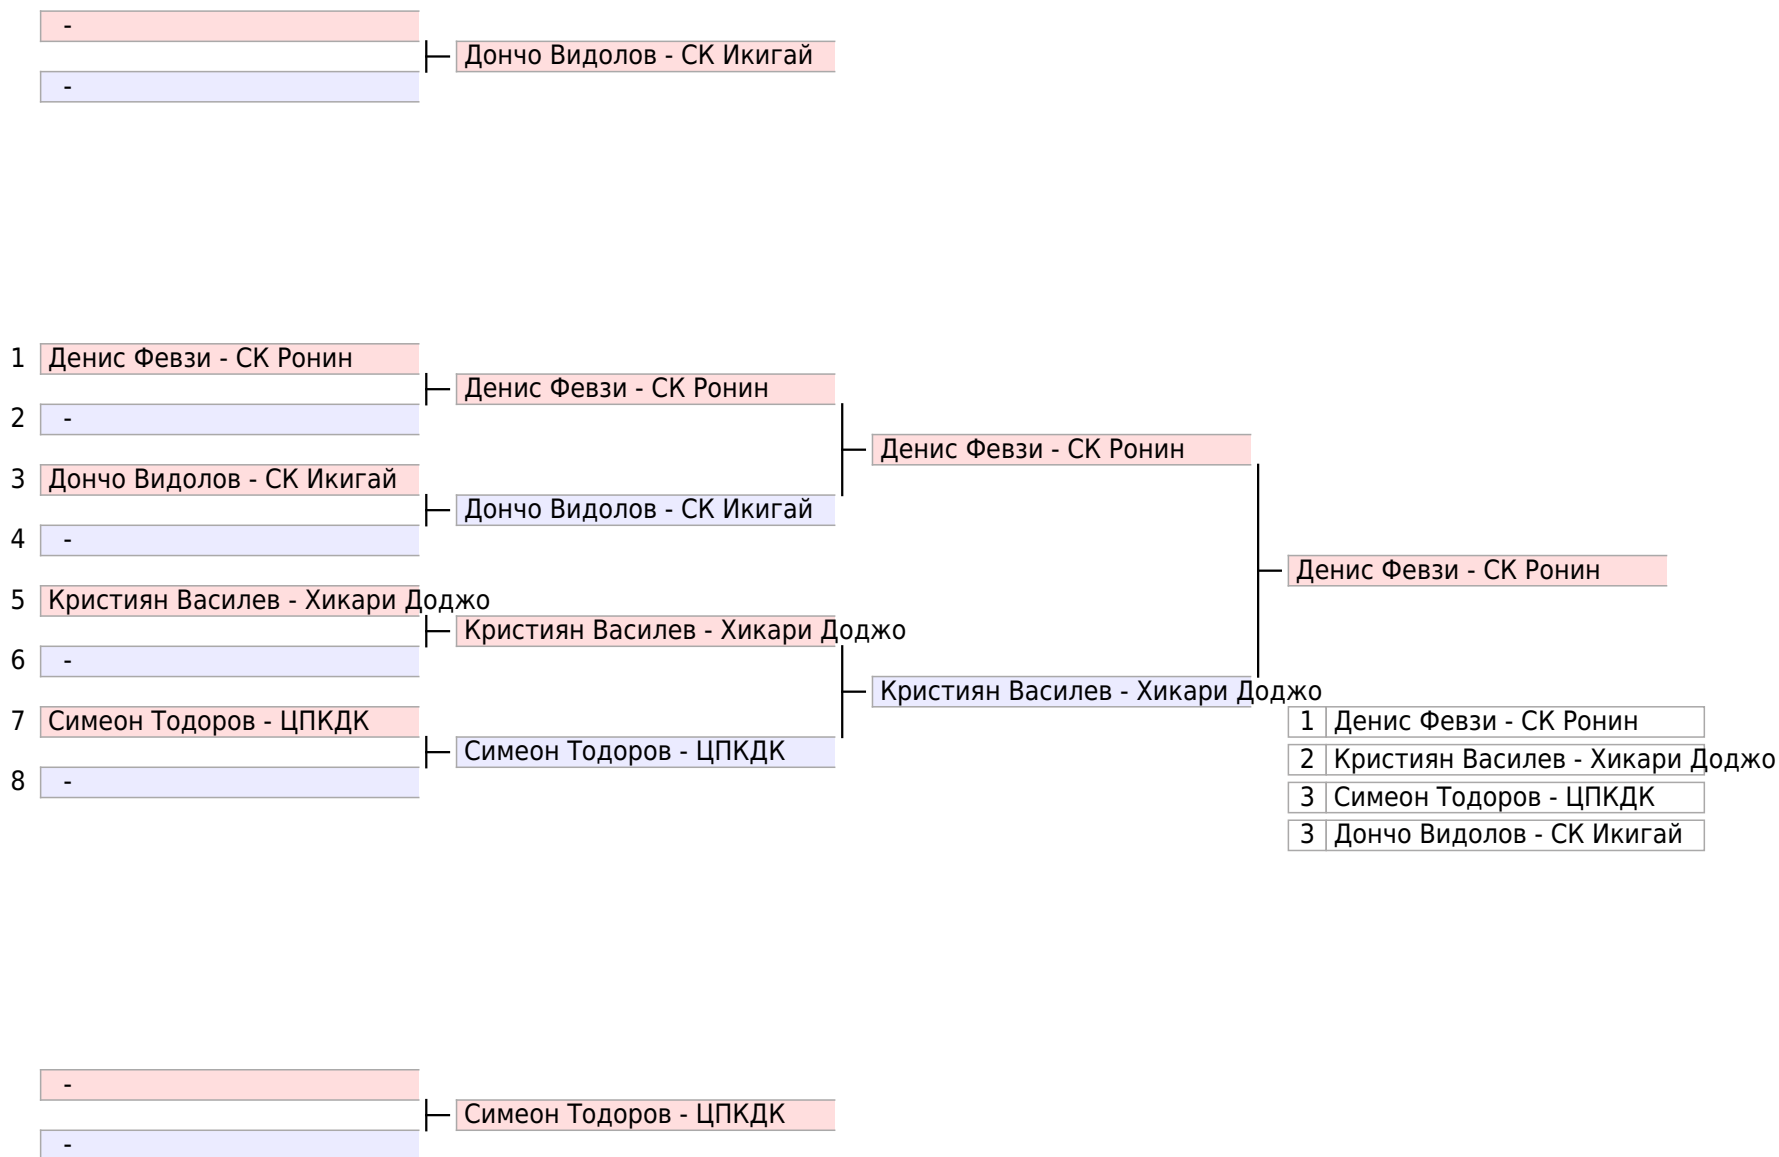 -
Дончо Видолов - СК Икигай
-
1 Денис Февзи - СК Ронин
Денис Февзи - СК Ронин
2 -
Денис Февзи - СК Ронин
3 Дончо Видолов - СК Икигай
Дончо Видолов - СК Икигай
4 -
Денис Февзи - СК Ронин
5 Кристиян Василев - Хикари Доджо
Кристиян Василев - Хикари Доджо
6 -
Кристиян Василев - Хикари Доджо
7 Симеон Тодоров - ЦПКДК
Симеон Тодоров - ЦПКДК
8 -
1 Денис Февзи - СК Ронин
2 Кристиян Василев - Хикари Доджо
3 Симеон Тодоров - ЦПКДК
3 Дончо Видолов - СК Икигай
-
Симеон Тодоров - ЦПКДК
-